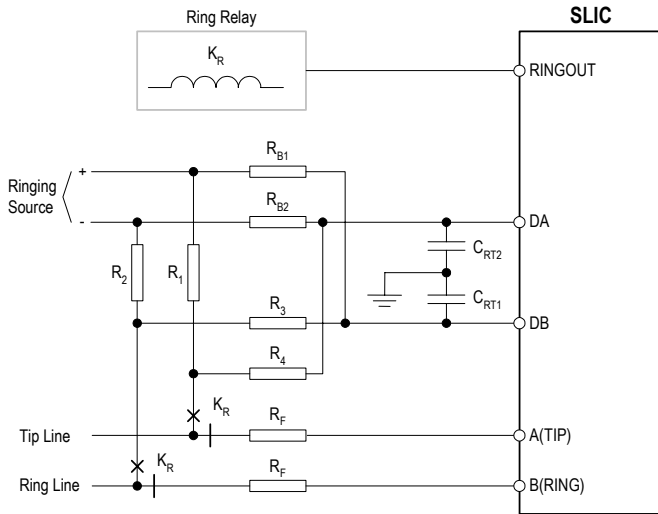 Ring Relay
SLIC
K_R
RINGOUT
R_B1
+
Ringing
Source
-
R_B2
DA
R_2
R_1
C_RT2
C_RT1
R_3
DB
R_4
K_R
R_F
Tip Line
A(TIP)
K_R
R_F
Ring Line
B(RING)